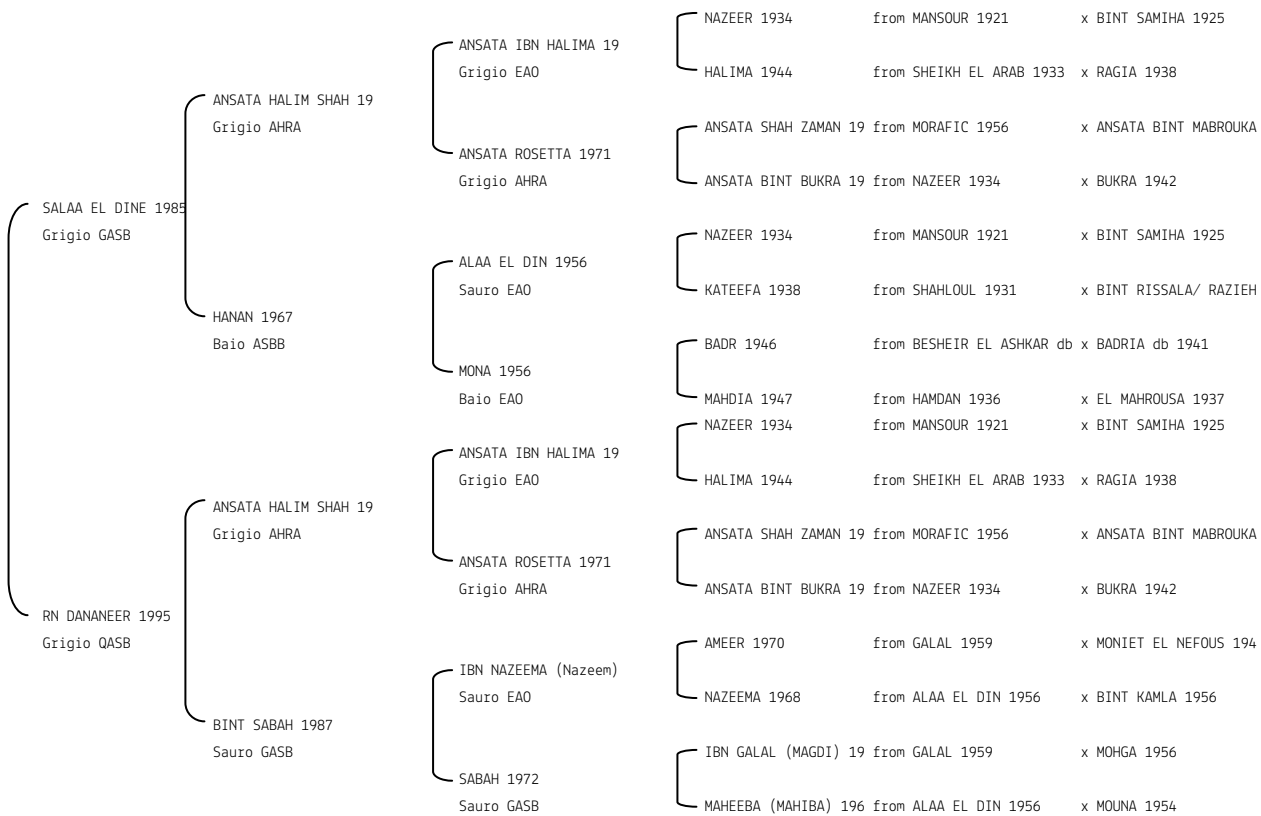 NAZEER 1934 from MANSOUR 1921 x BINT SAMIHA 1925
ANSATA IBN HALIMA 19
Grigio EAO HALIMA 1944 from SHEIKH EL ARAB 1933 x RAGIA 1938
ANSATA HALIM SHAH 19
Grigio AHRA ANSATA SHAH ZAMAN 19 from MORAFIC 1956 x ANSATA BINT MABROUKA
ANSATA ROSETTA 1971
Grigio AHRA ANSATA BINT BUKRA 19 from NAZEER 1934 x BUKRA 1942
SALAA EL DINE 1985
Grigio GASB NAZEER 1934 from MANSOUR 1921 x BINT SAMIHA 1925
ALAA EL DIN 1956
Sauro EAO KATEEFA 1938 from SHAHLOUL 1931 x BINT RISSALA/ RAZIEH
HANAN 1967
Baio ASBB BADR 1946 from BESHEIR EL ASHKAR db x BADRIA db 1941
MONA 1956
Baio EAO MAHDIA 1947 from HAMDAN 1936 x EL MAHROUSA 1937
NAZEER 1934 from MANSOUR 1921 x BINT SAMIHA 1925
ANSATA IBN HALIMA 19
Grigio EAO HALIMA 1944 from SHEIKH EL ARAB 1933 x RAGIA 1938
ANSATA HALIM SHAH 19
Grigio AHRA ANSATA SHAH ZAMAN 19 from MORAFIC 1956 x ANSATA BINT MABROUKA
ANSATA ROSETTA 1971
Grigio AHRA ANSATA BINT BUKRA 19 from NAZEER 1934 x BUKRA 1942
RN DANANEER 1995
Grigio QASB AMEER 1970 from GALAL 1959 x MONIET EL NEFOUS 194
IBN NAZEEMA (Nazeem)
Sauro EAO NAZEEMA 1968 from ALAA EL DIN 1956 x BINT KAMLA 1956
BINT SABAH 1987
Sauro GASB IBN GALAL (MAGDI) 19 from GALAL 1959 x MOHGA 1956
SABAH 1972
Sauro GASB MAHEEBA (MAHIBA) 196 from ALAA EL DIN 1956 x MOUNA 1954